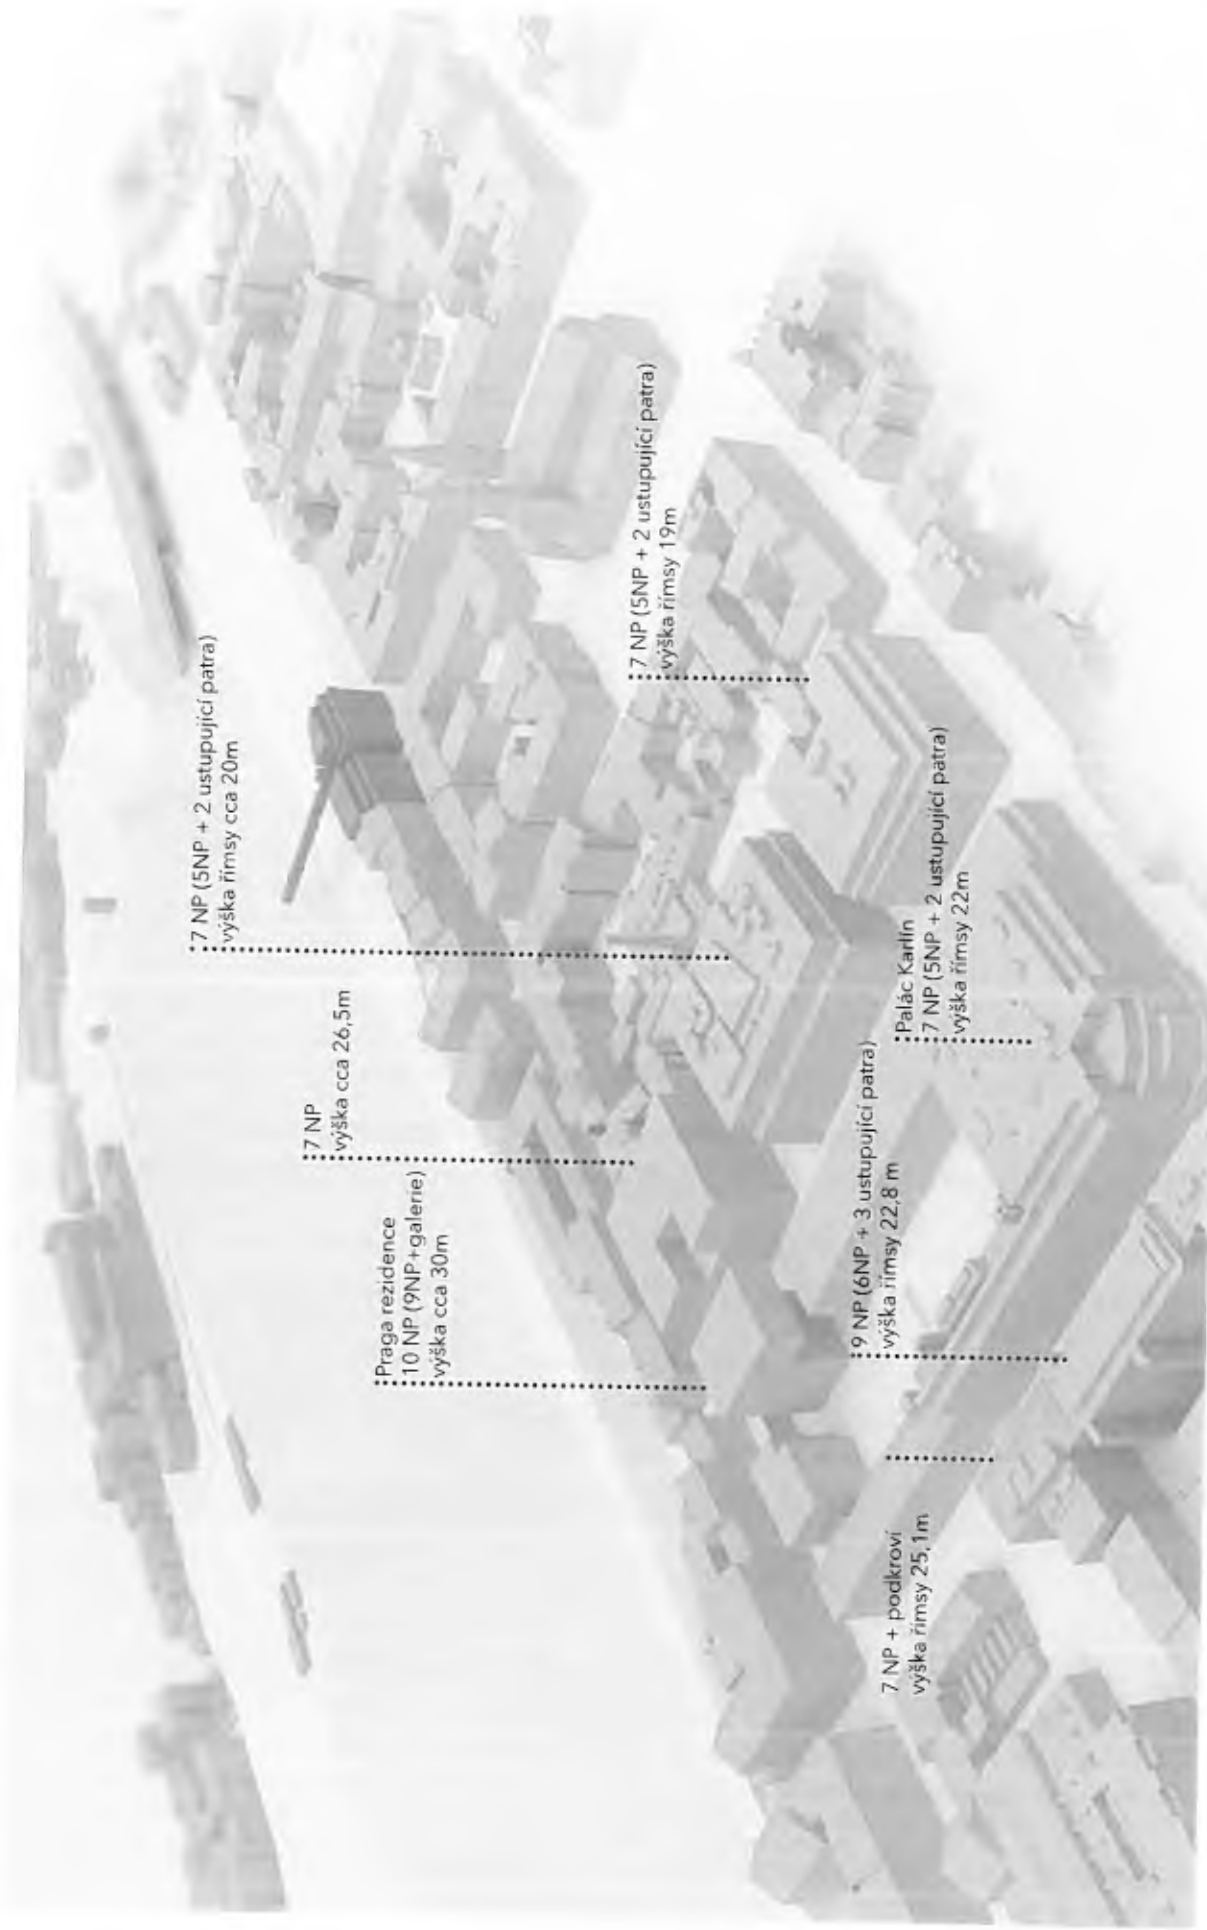 7 NP + podkroví
výška římsy 25,1m
Praga rezidence
10 NP (9NP+galerie)
výška cca 30m
9 NP (6NP + 3 ustupující patra)
výška římsy 22,8 m
7 NP
výška cca 26,5m
7 NP (5NP + 2 ustupující patra)
výška římsy cca 20m
Palác Karlín
7 NP (5NP + 2 ustupující patra)
výška římsy 22m
7 NP (5NP + 2 ustupující patra)
výška římsy 19m